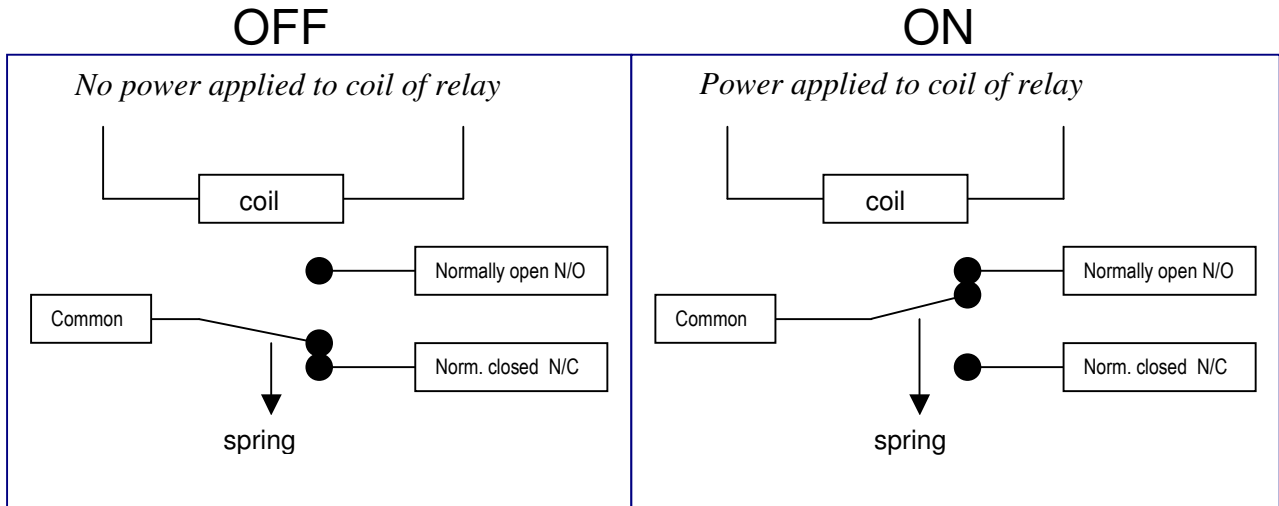 OFF
No power applied to coil of relay
coil
Normally open N/O
Common
Norm. closed N/C
spring
ON
Power applied to coil of relay
coil
Normally open N/O
Common
Norm. closed N/C
spring